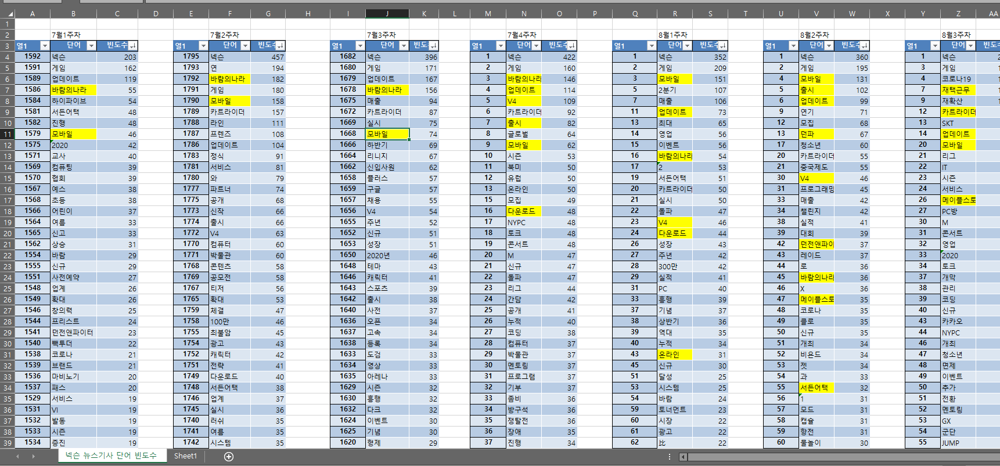 A B C D E F G H I J K L M N O P Q R S T U V W X Y Z AA
1
2 7월1주차 7월2주차 7월3주차 7월4주차 8월1주차 8월2주차 8월3주차
3 열1 단어 빈도수 열1 단어 빈도수 열1 단어 빈도 열1 단어 빈도수 열1 단어 빈도수 열1 단어 빈도수 열1 단어 빈도수
4 1592 넥슨 203 1795 넥슨 457 1682 넥슨 396 1 넥슨 422 1 넥슨 352 1 넥슨 360 1 넥슨
5 1591 게임 162 1793 연 194 1680 게임 171 2 게임 160 2 게임 209 2 게임 195 3 게임
6 1589 업데이트 119 1792 바람의나라 182 1679 업데이트 167 3 바람의나라 146 3 모바일 151 4 모바일 131 4 코로나19
7 1586 바람의나라 55 1791 게임 180 1678 바람의나라 156 4 업데이트 114 5 2분기 107 5 출시 102 7 재택근무
8 1584 하이파이브 54 1790 모바일 158 1675 매출 94 5 V4 109 7 매출 106 6 업데이트 99 9 재확산
9 1581 서든어택 48 1789 카트라이더 157 1672 카트라이더 87 6 카트라이더 92 11 업데이트 73 9 연기 71 12 카트라이더
10 1582 진행 48 1788 라인 111 1669 실시 75 7 출시 82 13 최대 65 12 모집 68 13 SKT
11 1579 모바일 46 1787 프렌즈 108 1668 모바일 74 8 글로벌 64 14 영업 56 13 던파 67 14 업데이트
12 1575 2020 42 1786 업데이트 104 1666 하반기 69 9 모바일 62 15 이벤트 56 17 청소년 60 20 모바일
13 1571 교사 40 1783 정식 91 1664 리니지 67 10 시즌 53 16 바람의나라 54 20 카트라이더 55 21 리그
14 1569 컴퓨팅 39 1781 서비스 81 1662 신입사원 62 11 북미 50 17 2 53 21 중국제도 55 22 IT
15 1570 협회 39 1780 와 79 1658 플러스 57 12 유럽 50 19 서든어택 51 30 V4 46 23 시즌
16 1567 예스 38 1777 파트너 74 1659 구글 57 13 온라인 50 20 카트라이더 50 31 프로그래밍 45 24 서비스
17 1568 초등 38 1775 공개 68 1657 채용 55 15 모집 49 21 실시 50 33 매출 42 26 메이플스토
18 1566 어린이 37 1773 신작 66 1656 V4 54 16 다운로드 48 22 돌파 47 34 챌린지 42 27 PC방
19 1564 여름 33 1774 출시 66 1655 주년 52 17 NYPC 48 23 V4 46 38 실적 41 30 M
20 1565 신고 33 1772 V4 63 1652 신규 51 18 토크 48 24 다운로드 44 39 대회 39 31 콘서트
21 1562 상승 31 1770 컴퓨터 60 1653 성장 51 19 콘서트 48 26 성장 43 42 던전앤파이 37 32 영업
22 1554 바람 29 1771 박물관 60 1650 2020년 46 20 M 47 27 주년 42 43 레이드 37 33 2020
23 1555 신규 29 1768 콘텐츠 58 1648 테마 43 21 신규 47 28 300만 42 44 로 36 34 토크
24 1551 사전예약 27 1769 공모전 58 1646 캐릭터 41 22 돌파 47 29 실적 41 45 바람의나라 36 37 개막
25 1548 업계 26 1767 티저 56 1643 스포츠 39 23 리그 44 31 PC 40 46 X 36 38 관리
26 1549 확대 26 1765 확대 53 1642 출시 38 24 간담 42 33 흥행 39 47 메이플스토 35 39 코딩
27 1546 창의력 25 1759 체결 47 1640 사전 37 25 공개 41 37 기념 37 48 코로나 35 40 신규
28 1544 프리스트 24 1758 100만 46 1636 오픈 34 26 누적 40 38 상반기 36 49 클로 35 43 카카오
29 1541 던전앤파이터 23 1755 최불암 45 1637 고속 34 27 코딩 38 39 역대 35 50 신규 35 44 NYPC
30 1540 빽투더 22 1754 광고 43 1638 등록 34 28 컴퓨터 37 40 누적 34 51 개최 34 46 개최
31 1538 코로나 21 1752 캐릭터 42 1633 도검 33 29 박물관 37 43 온라인 31 52 비욘드 34 47 청소년
32 1539 브랜드 21 1751 전략 41 1634 영상 33 30 멘토링 37 45 신규 30 53 젯 34 48 면제
33 1536 마비노기 20 1749 다운로드 40 1635 아레나 33 31 프로그램 37 51 달성 25 54 과 33 49 이벤트
34 1537 패스 20 1748 서든어택 38 1629 시즌 32 32 기부 37 53 시스템 25 55 서든어택 32 50 추가
35 1529 서비스 19 1746 업계 37 1630 흥행 32 33 좀비 36 54 바람 24 56 1 31 51 전환
36 1531 VI 19 1745 실시 36 1632 다크 32 34 방구석 36 59 토너먼트 23 57 모드 31 52 멘토링
37 1532 발동 19 1740 러쉬 35 1624 이벤트 30 35 쟁탈전 36 60 시장 22 58 캡슐 31 53 GX
38 1533 시즌 19 1741 여름 35 1625 기념 30 36 장애 35 61 광고 22 59 항전 31 54 군단
39 1534 증진 19 1742 시스템 35 1620 형제 29 37 진행 34 62 比 22 60 물놀이 30 55 JUMP
넥슨 뉴스기사 단어 빈도수 Sheet1